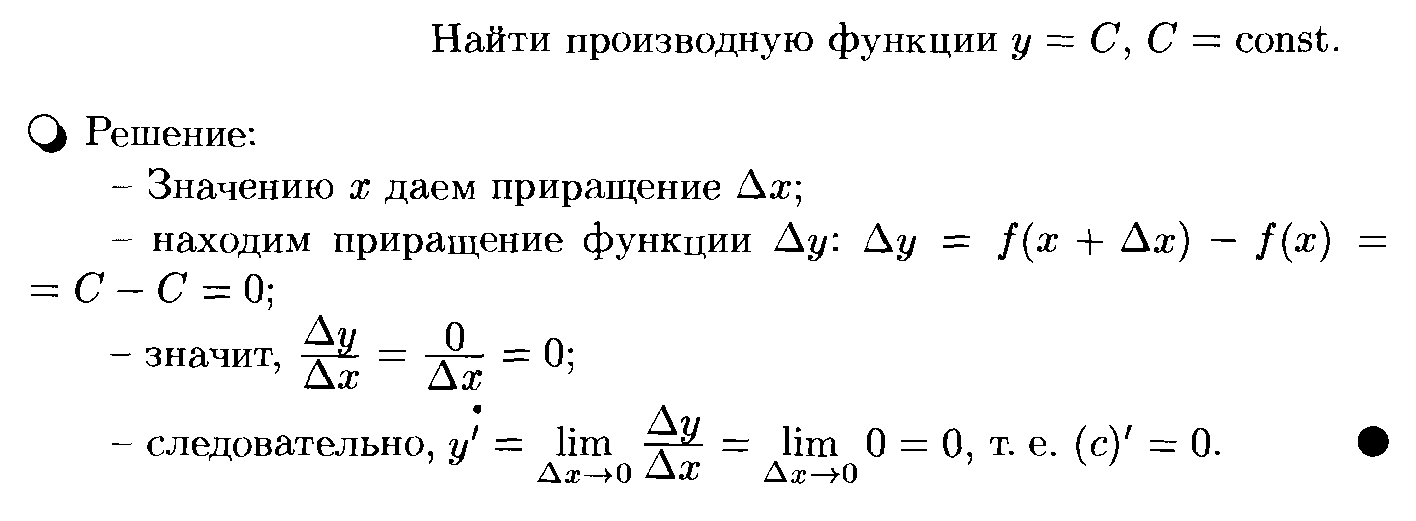 Найти производную функции y = C, C = const.
Решение:
– Значению x даем приращение Δx;
– находим приращение функции Δy: Δy = f(x + Δx) − f(x) =
= C − C = 0;
– значит, Δy/Δx = 0/Δx = 0;
– следовательно, y′ = lim_{Δx→0} Δy/Δx = lim_{Δx→0} 0 = 0, т. е. (c)′ = 0.